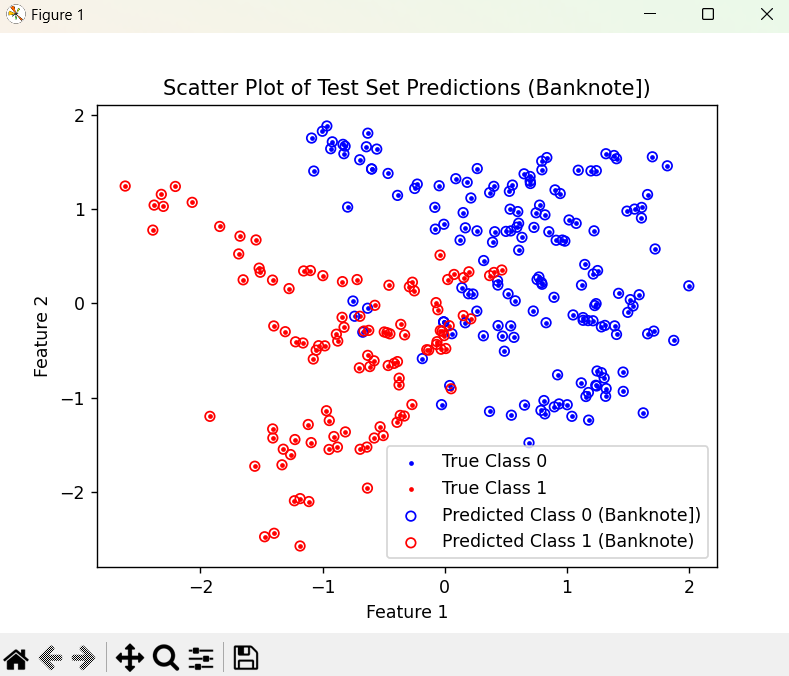 Figure 1
Scatter Plot of Test Set Predictions (Banknote])
2
1
0
−1
−2
Feature 2
−2 −1 0 1 2
Feature 1
True Class 0
True Class 1
Predicted Class 0 (Banknote])
Predicted Class 1 (Banknote)